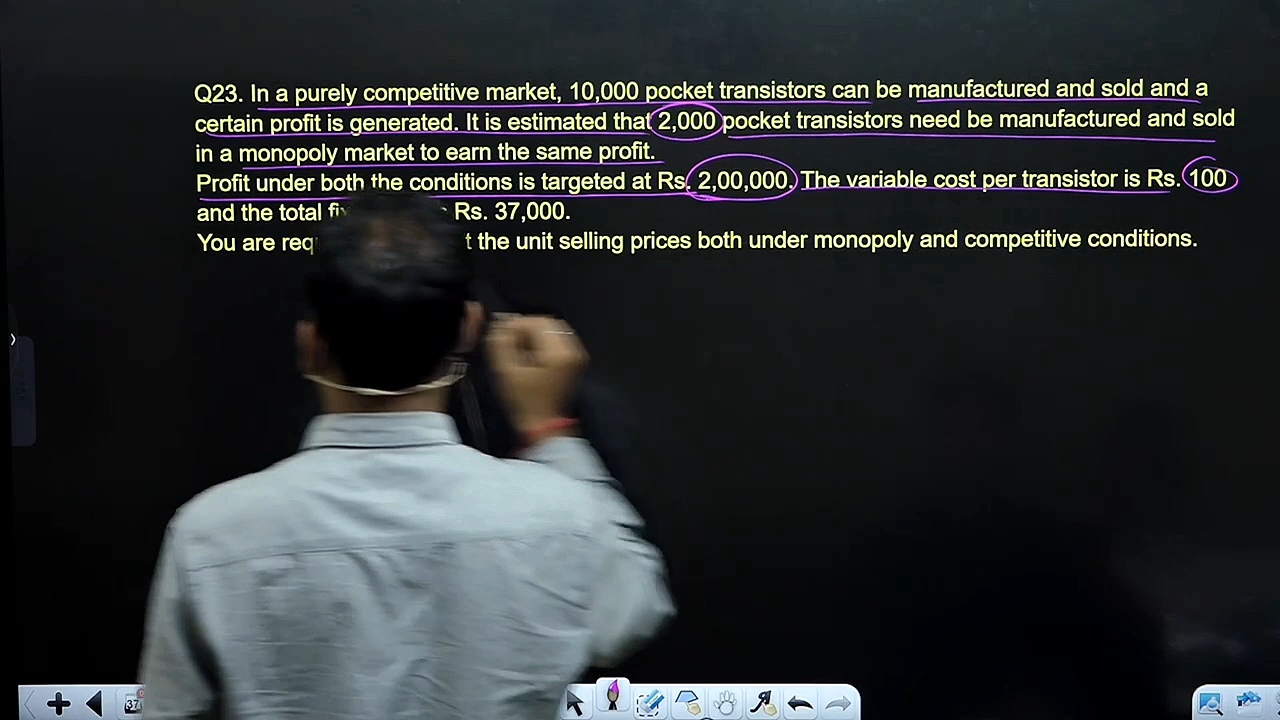 Q23. In a purely competitive market, 10,000 pocket transistors can be manufactured and sold and a
certain profit is generated. It is estimated that 2,000 pocket transistors need be manufactured and sold
in a monopoly market to earn the same profit.
Profit under both the conditions is targeted at Rs. 2,00,000. The variable cost per transistor is Rs. 100
and the total Rs. 37,000.
You are the unit selling prices both under monopoly and competitive conditions.